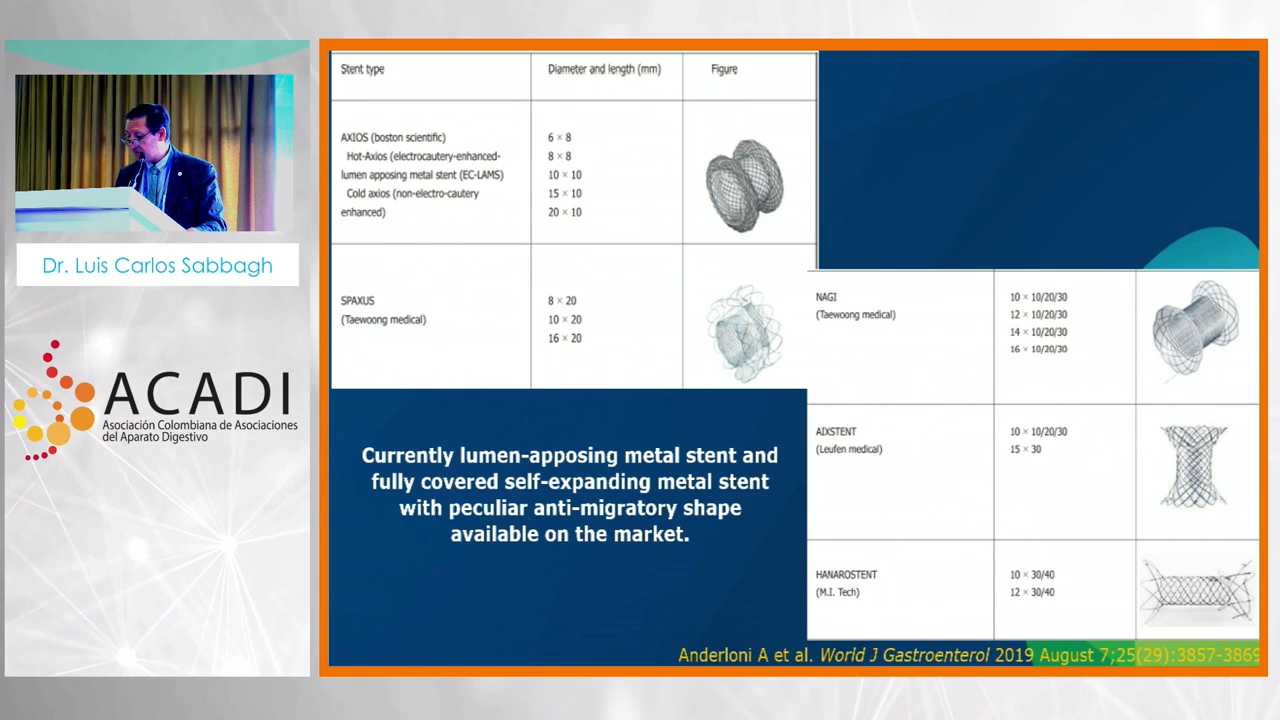 Dr. Luis Carlos Sabbagh
ACADI
Asociación Colombiana de Asociaciones
del Aparato Digestivo
Stent type
Diameter and length (mm)
Figure
AXIOS (boston scientific)
Hot-Axios (electrocautery-enhanced-
lumen apposing metal stent (EC-LAMS)
Cold axios (non-electro-cautery
enhanced)
6 × 8
8 × 8
10 × 10
15 × 10
20 × 10
SPAXUS
(Taewoong medical)
8 × 20
10 × 20
16 × 20
NAGI
(Taewoong medical)
10 × 10/20/30
12 × 10/20/30
14 × 10/20/30
16 × 10/20/30
AIXSTENT
(Leufen medical)
10 × 10/20/30
15 × 30
HANAROSTENT
(M.I. Tech)
10 × 30/40
12 × 30/40
Currently lumen-apposing metal stent and
fully covered self-expanding metal stent
with peculiar anti-migratory shape
available on the market.
Anderloni A et al. World J Gastroenterol 2019 August 7;25(29):3857-3869